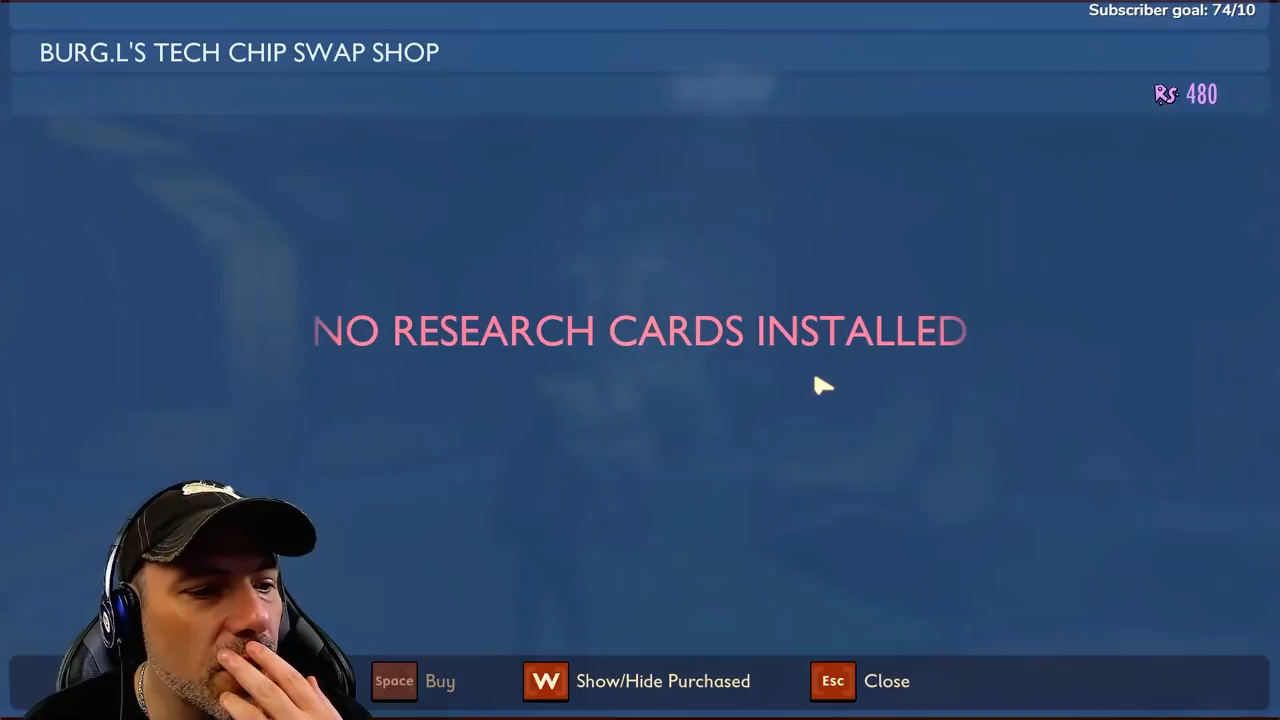 Subscriber goal: 74/10
BURG.L'S TECH CHIP SWAP SHOP
RS 480
NO RESEARCH CARDS INSTALLED
Space Buy W Show/Hide Purchased Esc Close